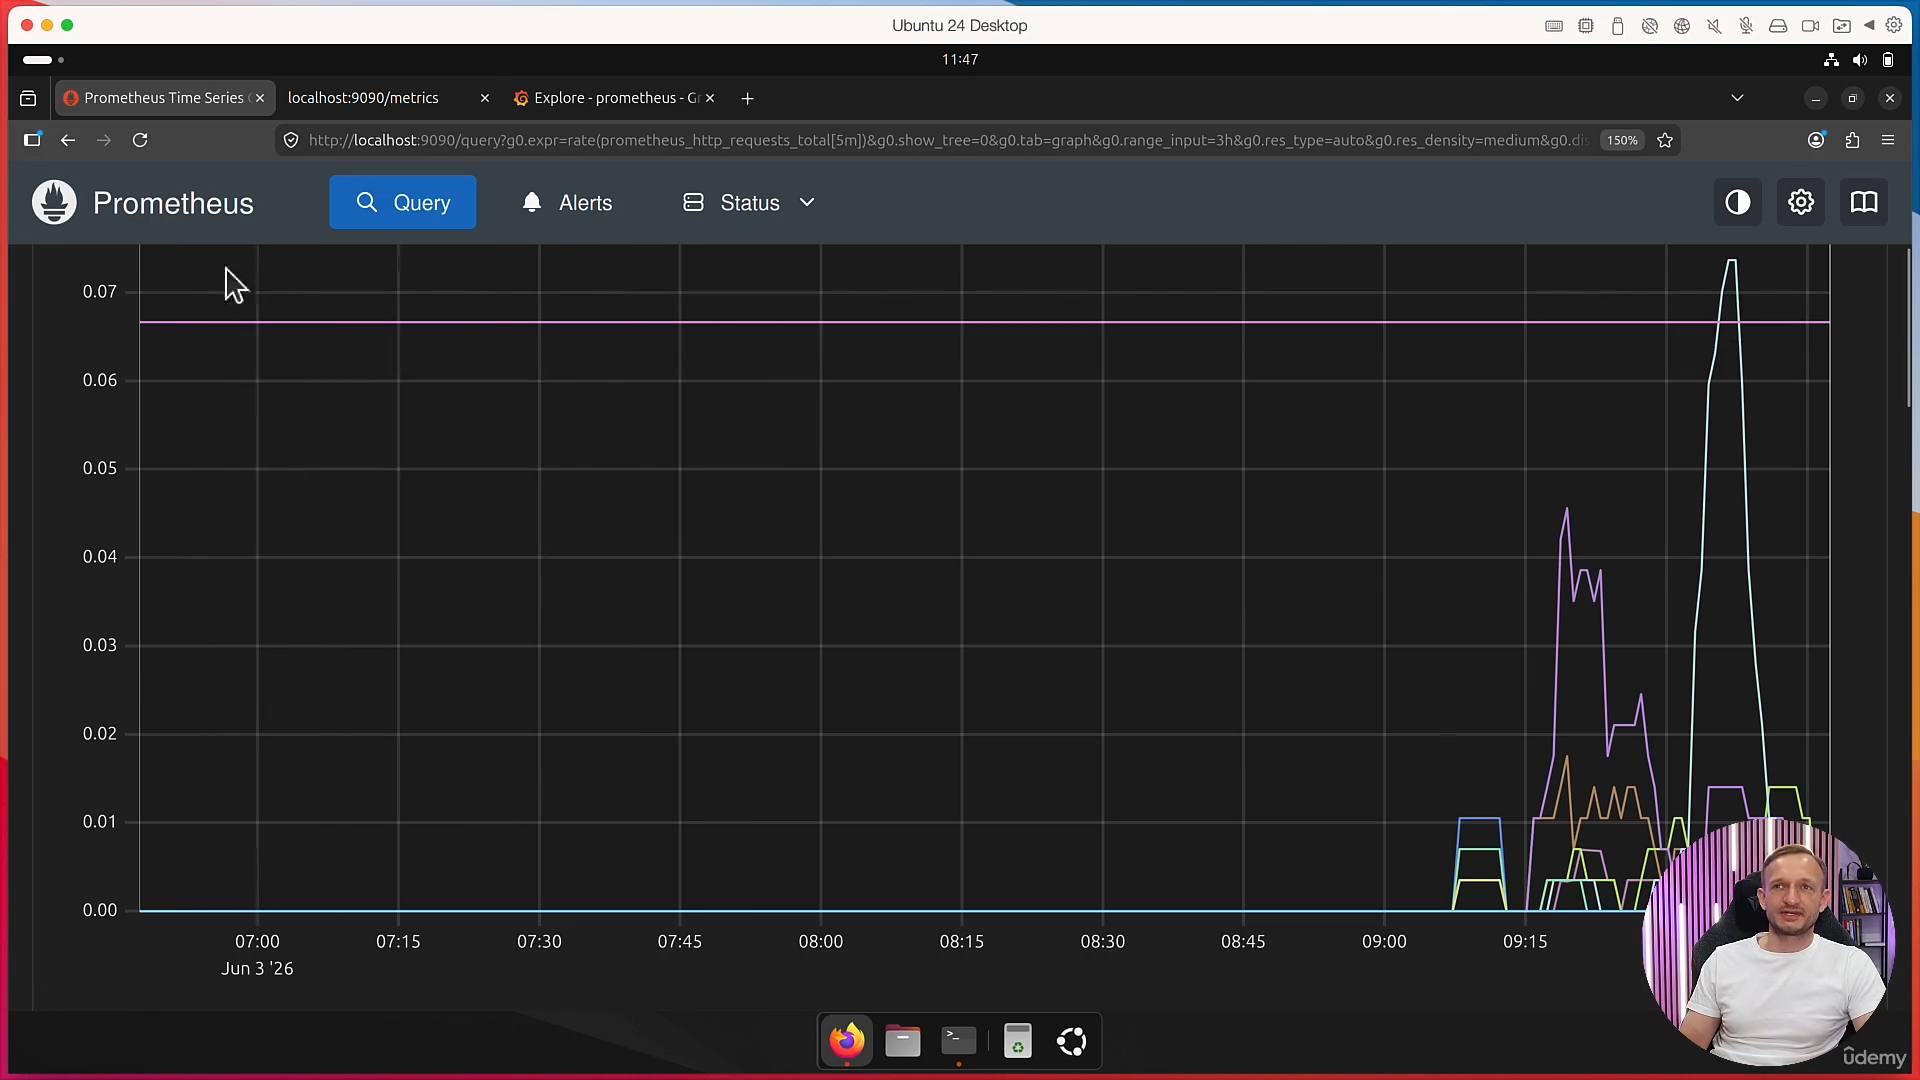 Ubuntu 24 Desktop
11:47
Prometheus Time Series
localhost:9090/metrics
Explore - prometheus - Gr
http://localhost:9090/query?g0.expr=rate(prometheus_http_requests_total[5m])&g0.show_tree=0&g0.tab=graph&g0.range_input=3h&g0.res_type=auto&g0.res_density=medium&g0.dis
150%
Prometheus
Query
Alerts
Status
0.07
0.06
0.05
0.04
0.03
0.02
0.01
0.00
07:00
07:15
07:30
07:45
08:00
08:15
08:30
08:45
09:00
09:15
Jun 3 '26
ûdemy